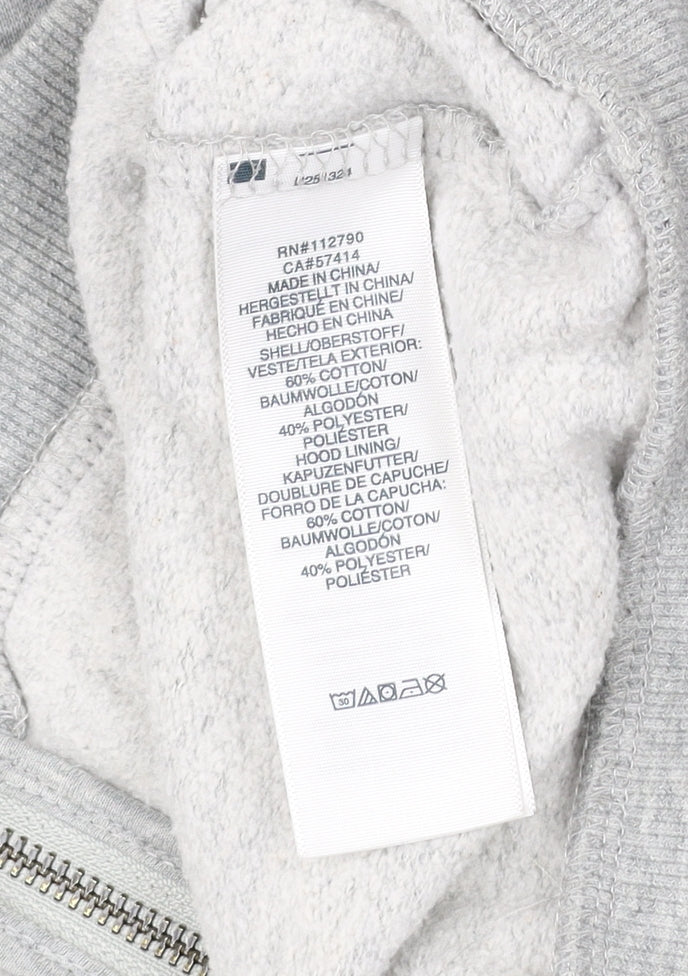 RN#112790
CA#57414
MADE IN CHINA/
HERGESTELLT IN CHINA/
FABRIQUÉ EN CHINE/
HECHO EN CHINA
SHELL/OBERSTOFF/
VESTE/TELA EXTERIOR:
60% COTTON/
BAUMWOLLE/COTON/
ALGODÓN
40% POLYESTER/
POLIÉSTER
HOOD LINING/
KAPUZENFUTTER/
DOUBLURE DE CAPUCHE/
FORRO DE LA CAPUCHA:
60% COTTON/
BAUMWOLLE/COTON/
ALGODÓN
40% POLYESTER/
POLIÉSTER
30